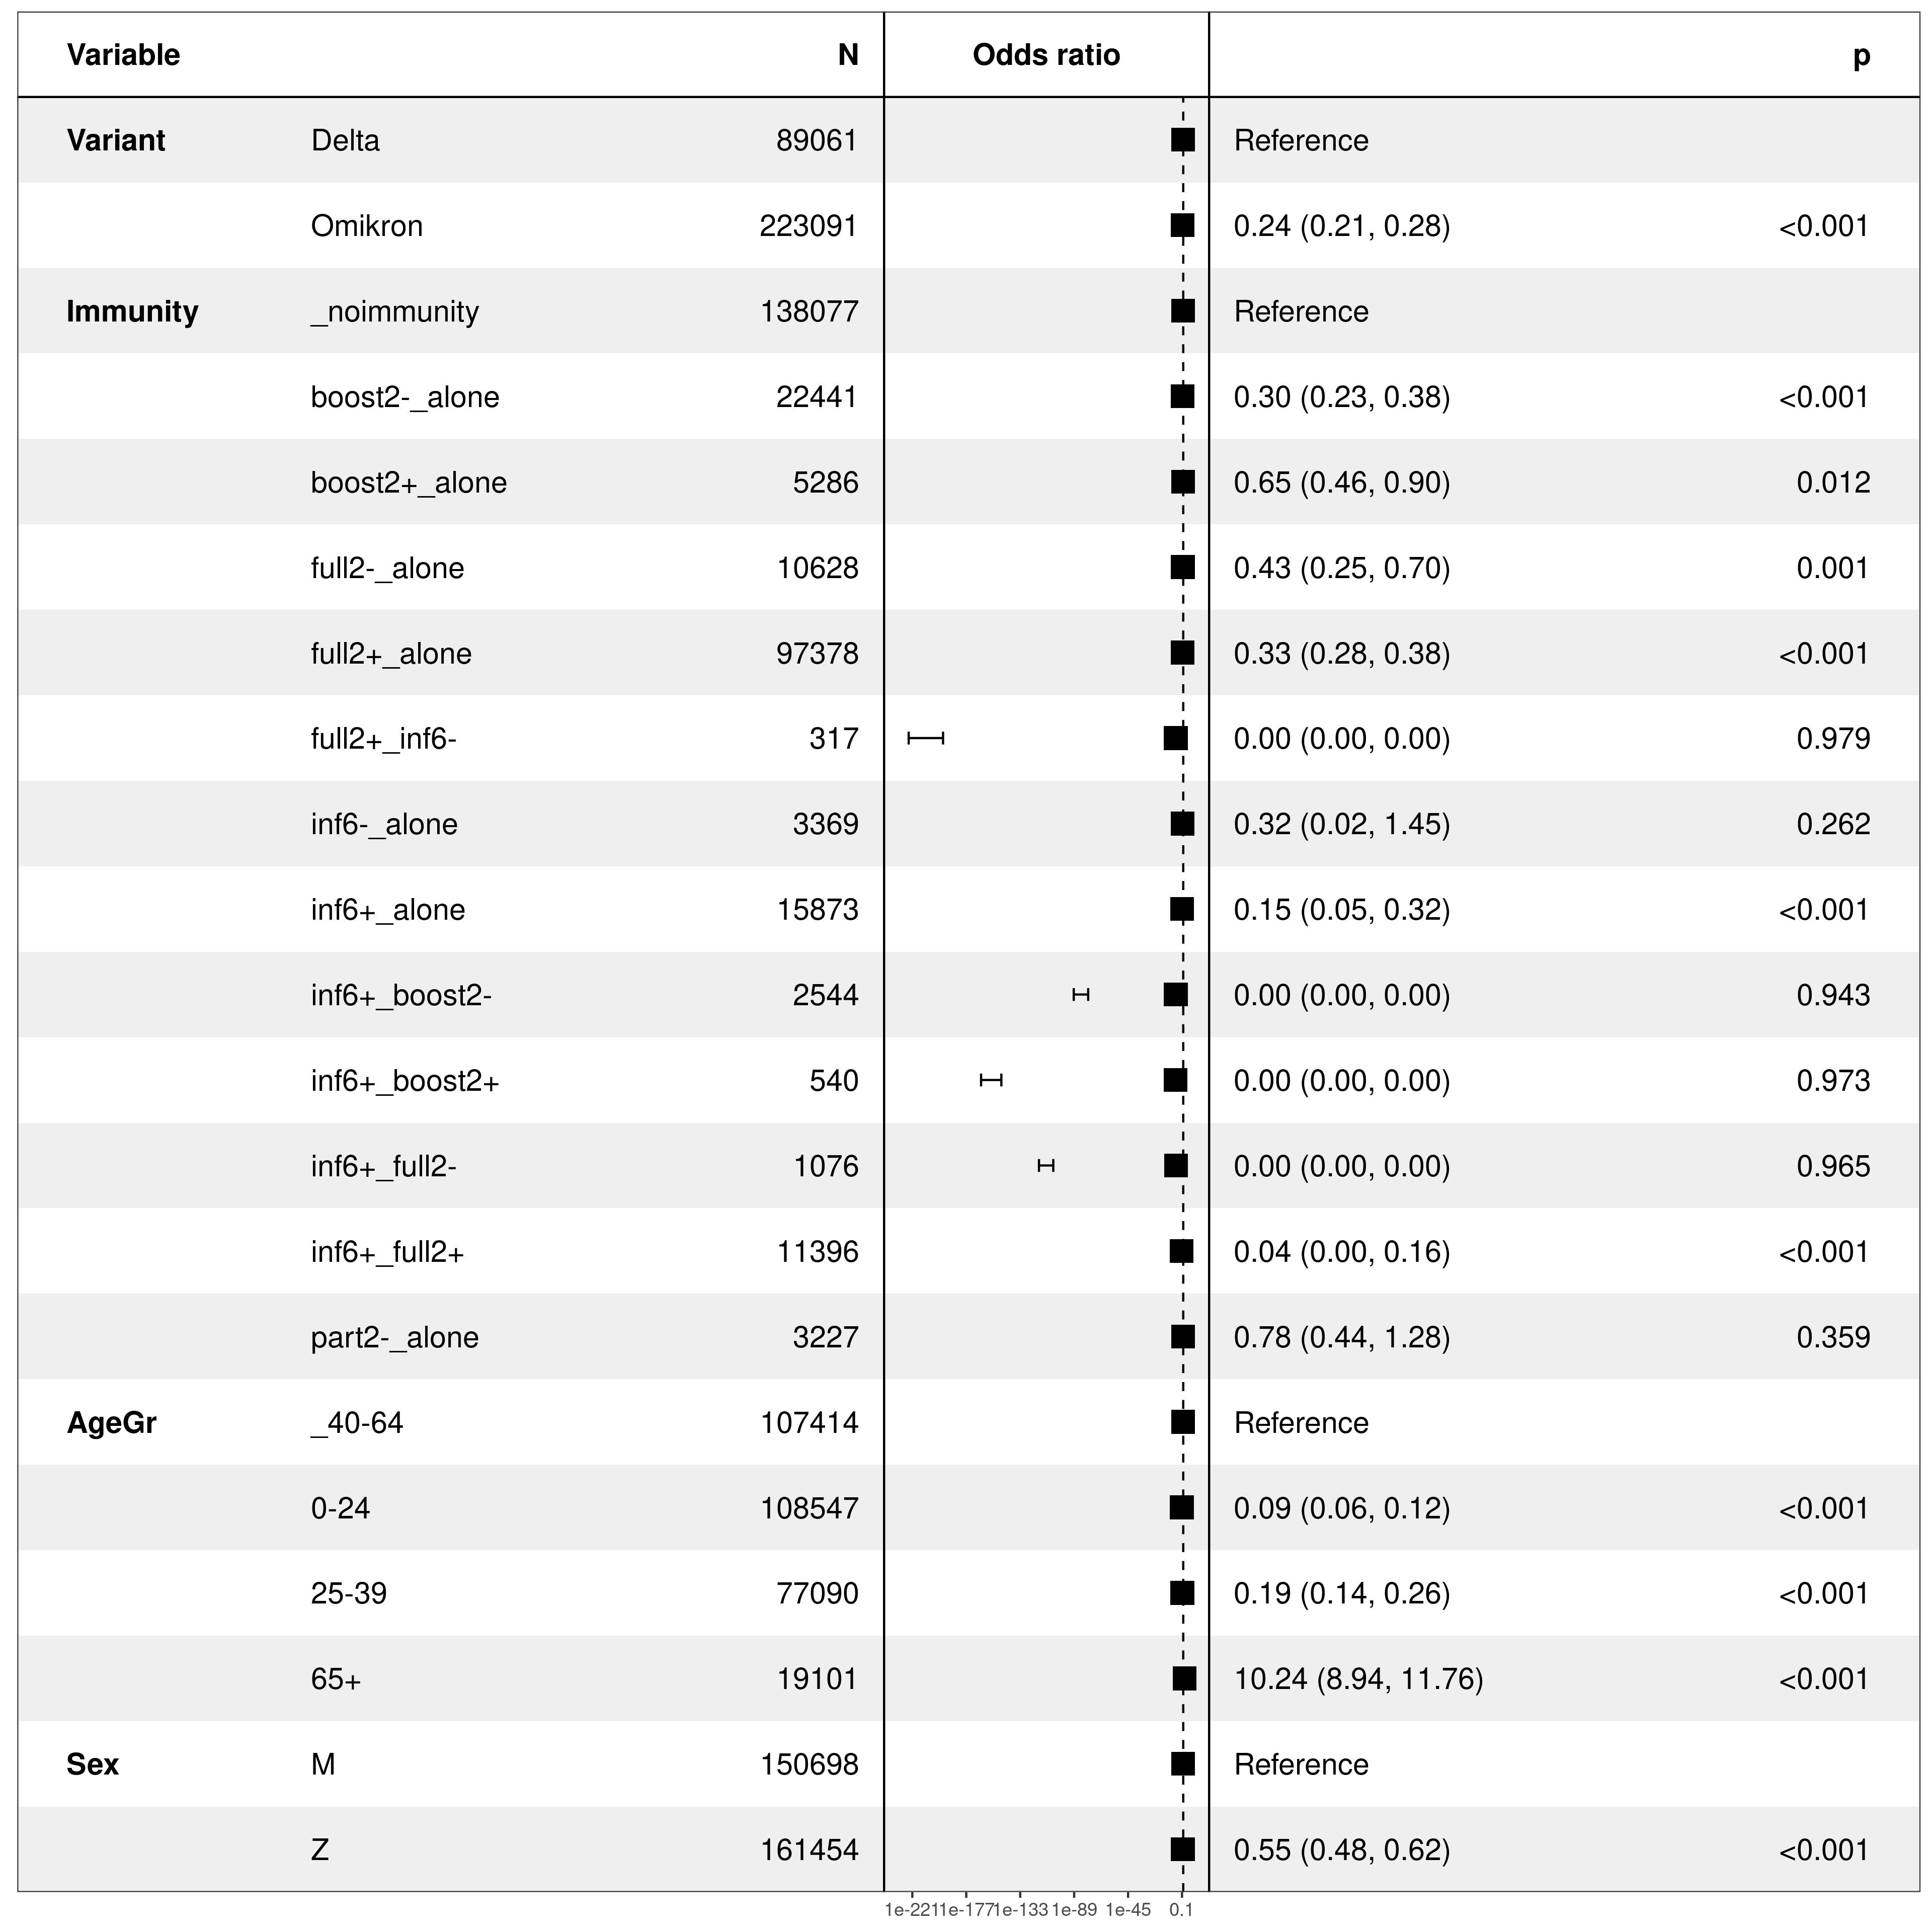 Variable N Odds ratio p
Variant Delta 89061 Reference
Omikron 223091 0.24 (0.21, 0.28) <0.001
Immunity _noimmunity 138077 Reference
boost2-_alone 22441 0.30 (0.23, 0.38) <0.001
boost2+_alone 5286 0.65 (0.46, 0.90) 0.012
full2-_alone 10628 0.43 (0.25, 0.70) 0.001
full2+_alone 97378 0.33 (0.28, 0.38) <0.001
full2+_inf6- 317 0.00 (0.00, 0.00) 0.979
inf6-_alone 3369 0.32 (0.02, 1.45) 0.262
inf6+_alone 15873 0.15 (0.05, 0.32) <0.001
inf6+_boost2- 2544 0.00 (0.00, 0.00) 0.943
inf6+_boost2+ 540 0.00 (0.00, 0.00) 0.973
inf6+_full2- 1076 0.00 (0.00, 0.00) 0.965
inf6+_full2+ 11396 0.04 (0.00, 0.16) <0.001
part2-_alone 3227 0.78 (0.44, 1.28) 0.359
AgeGr _40-64 107414 Reference
0-24 108547 0.09 (0.06, 0.12) <0.001
25-39 77090 0.19 (0.14, 0.26) <0.001
65+ 19101 10.24 (8.94, 11.76) <0.001
Sex M 150698 Reference
Z 161454 0.55 (0.48, 0.62) <0.001
1e-221 1e-177 1e-133 1e-89 1e-45 0.1